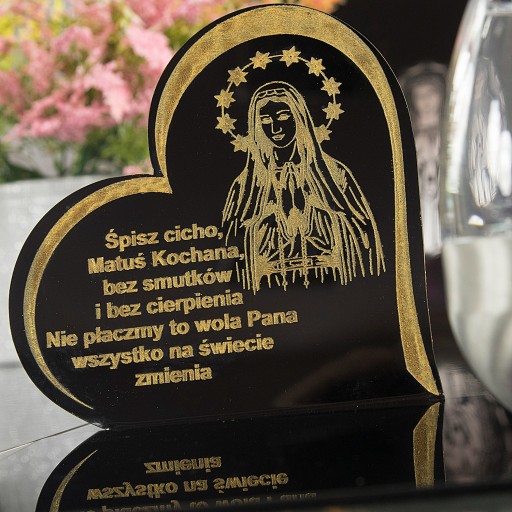 Śpisz cicho,
Matuś Kochana,
bez smutków
i bez cierpienia
Nie płaczmy to wola Pana
wszystko na świecie
zmienia